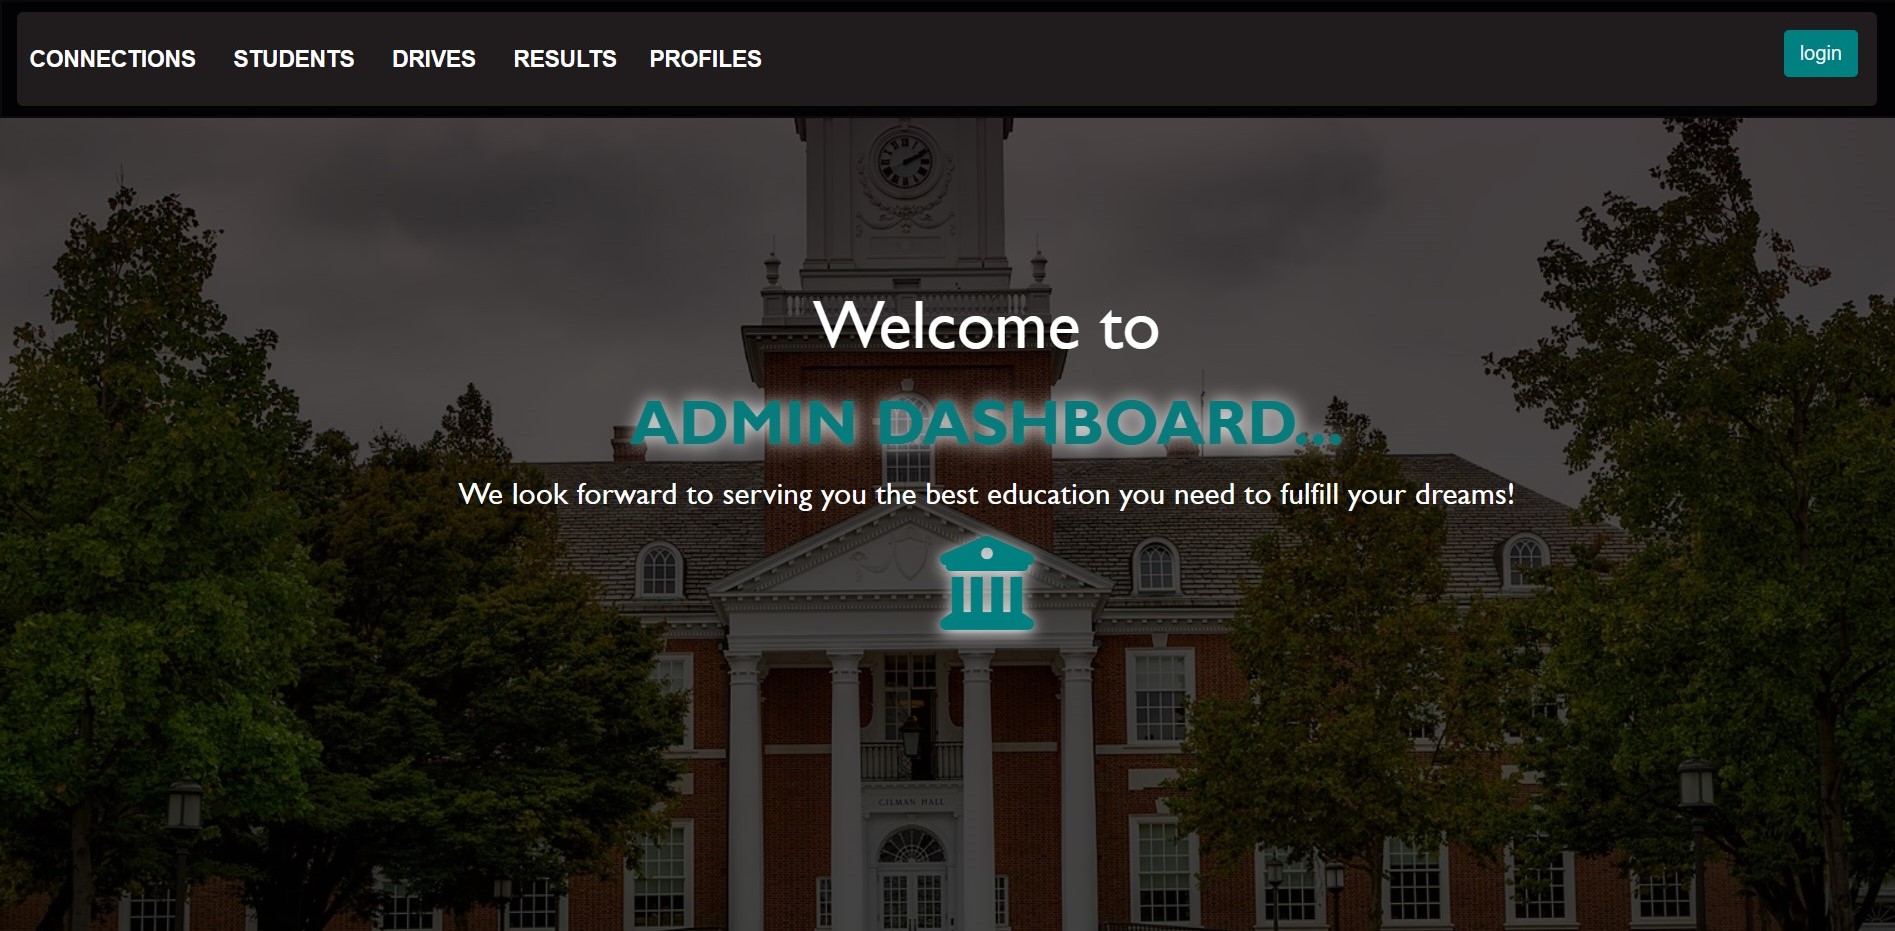 CONNECTIONS STUDENTS DRIVES RESULTS PROFILES login
Welcome to
ADMIN DASHBOARD...
We look forward to serving you the best education you need to fulfill your dreams!
GILMAN HALL